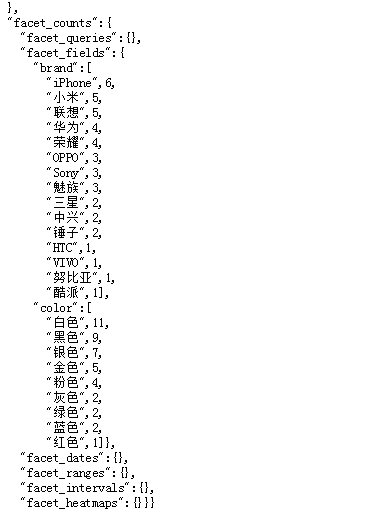 },
"facet_counts":{
"facet_queries":{},
"facet_fields":{
"brand":[
"iPhone",6,
"小米",5,
"联想",5,
"华为",4,
"荣耀",4,
"OPPO",3,
"Sony",3,
"魅族",3,
"三星",2,
"中兴",2,
"锤子",2,
"HTC",1,
"VIVO",1,
"努比亚",1,
"酷派",1],
"color":[
"白色",11,
"黑色",9,
"银色",7,
"金色",5,
"粉色",4,
"灰色",2,
"绿色",2,
"蓝色",2,
"红色",1]},
"facet_dates":{},
"facet_ranges":{},
"facet_intervals":{},
"facet_heatmaps":{}}}